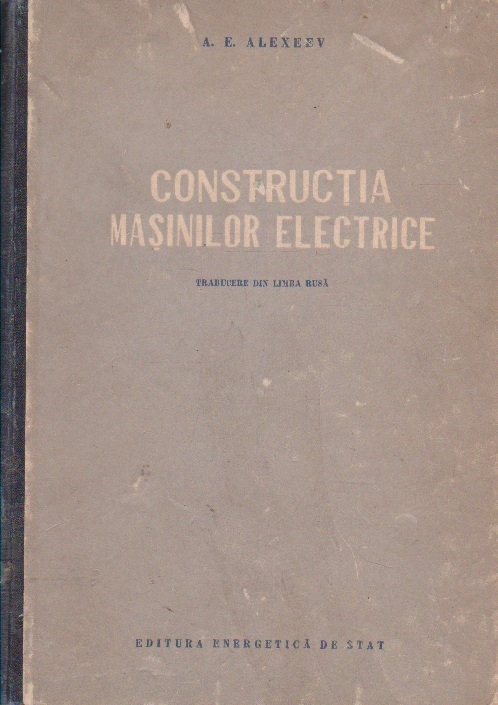 A. E. ALEXEEV
CONSTRUCȚIA
MAȘINILOR ELECTRICE
TRADUCERE DIN LIMBA RUSĂ
EDITURA ENERGETICĂ DE STAT